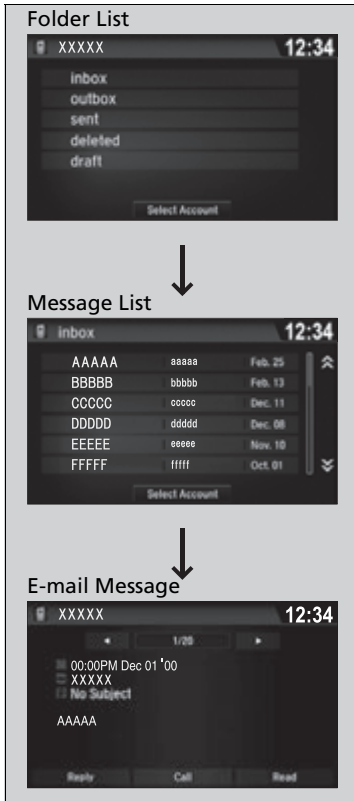 Folder List
XXXXX 12:34
inbox
outbox
sent
deleted
draft
Select Account
Message List
inbox 12:34
AAAAA aaaaa Feb. 25
BBBBB bbbbb Feb. 13
CCCCC ccccc Dec. 11
DDDDD ddddd Dec. 08
EEEEE eeeee Nov. 10
FFFFF fffff Oct. 01
Select Account
E-mail Message
XXXXX 12:34
1/20
00:00PM Dec 01 '00
XXXXX
No Subject
AAAAA
Reply Call Read